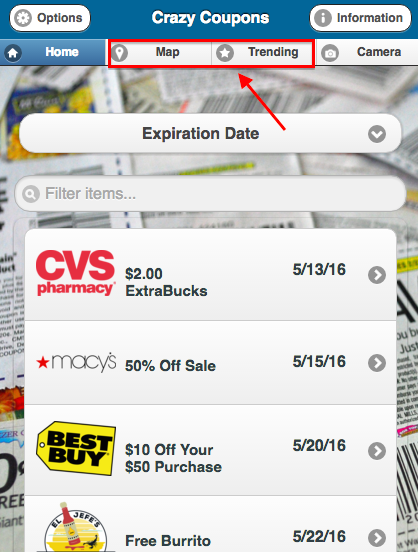 Options
Crazy Coupons
Information
Home
Map
Trending
Camera
Expiration Date
Filter items...
CVS
pharmacy
$2.00
ExtraBucks
5/13/16
macy's
50% Off Sale
5/15/16
BEST
BUY
$10 Off Your
$50 Purchase
5/20/16
EL JEFE'S
Free Burrito
5/22/16